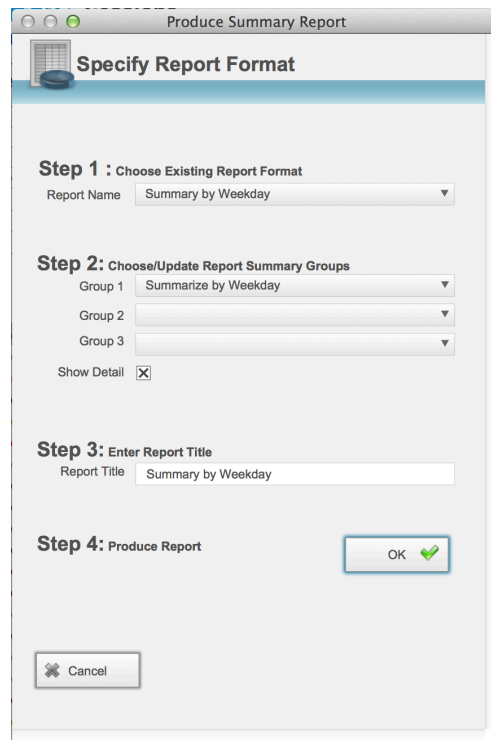 Produce Summary Report
Specify Report Format
Step 1 : Choose Existing Report Format
Report Name Summary by Weekday
Step 2: Choose/Update Report Summary Groups
Group 1 Summarize by Weekday
Group 2
Group 3
Show Detail
Step 3: Enter Report Title
Report Title Summary by Weekday
Step 4: Produce Report
OK
Cancel